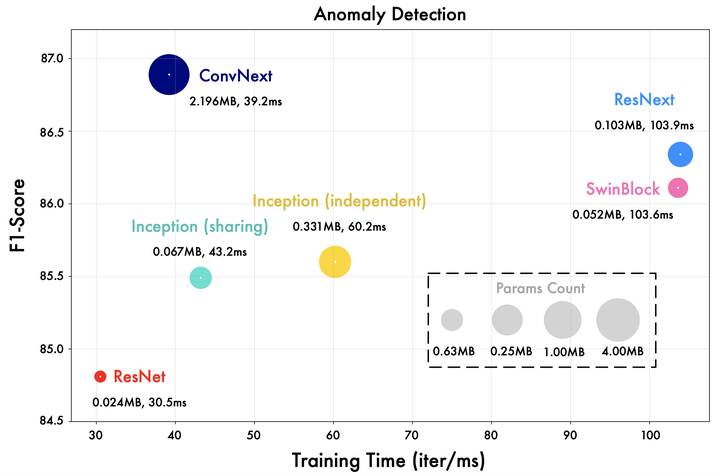 Anomaly Detection
87.0
86.5
86.0
85.5
85.0
84.5
F1-Score
ConvNext
2.196MB, 39.2ms
ResNext
0.103MB, 103.9ms
SwinBlock
0.052MB, 103.6ms
Inception (independent)
0.331MB, 60.2ms
Inception (sharing)
0.067MB, 43.2ms
Params Count
0.63MB 0.25MB 1.00MB 4.00MB
ResNet
0.024MB, 30.5ms
30 40 50 60 70 80 90 100
Training Time (iter/ms)